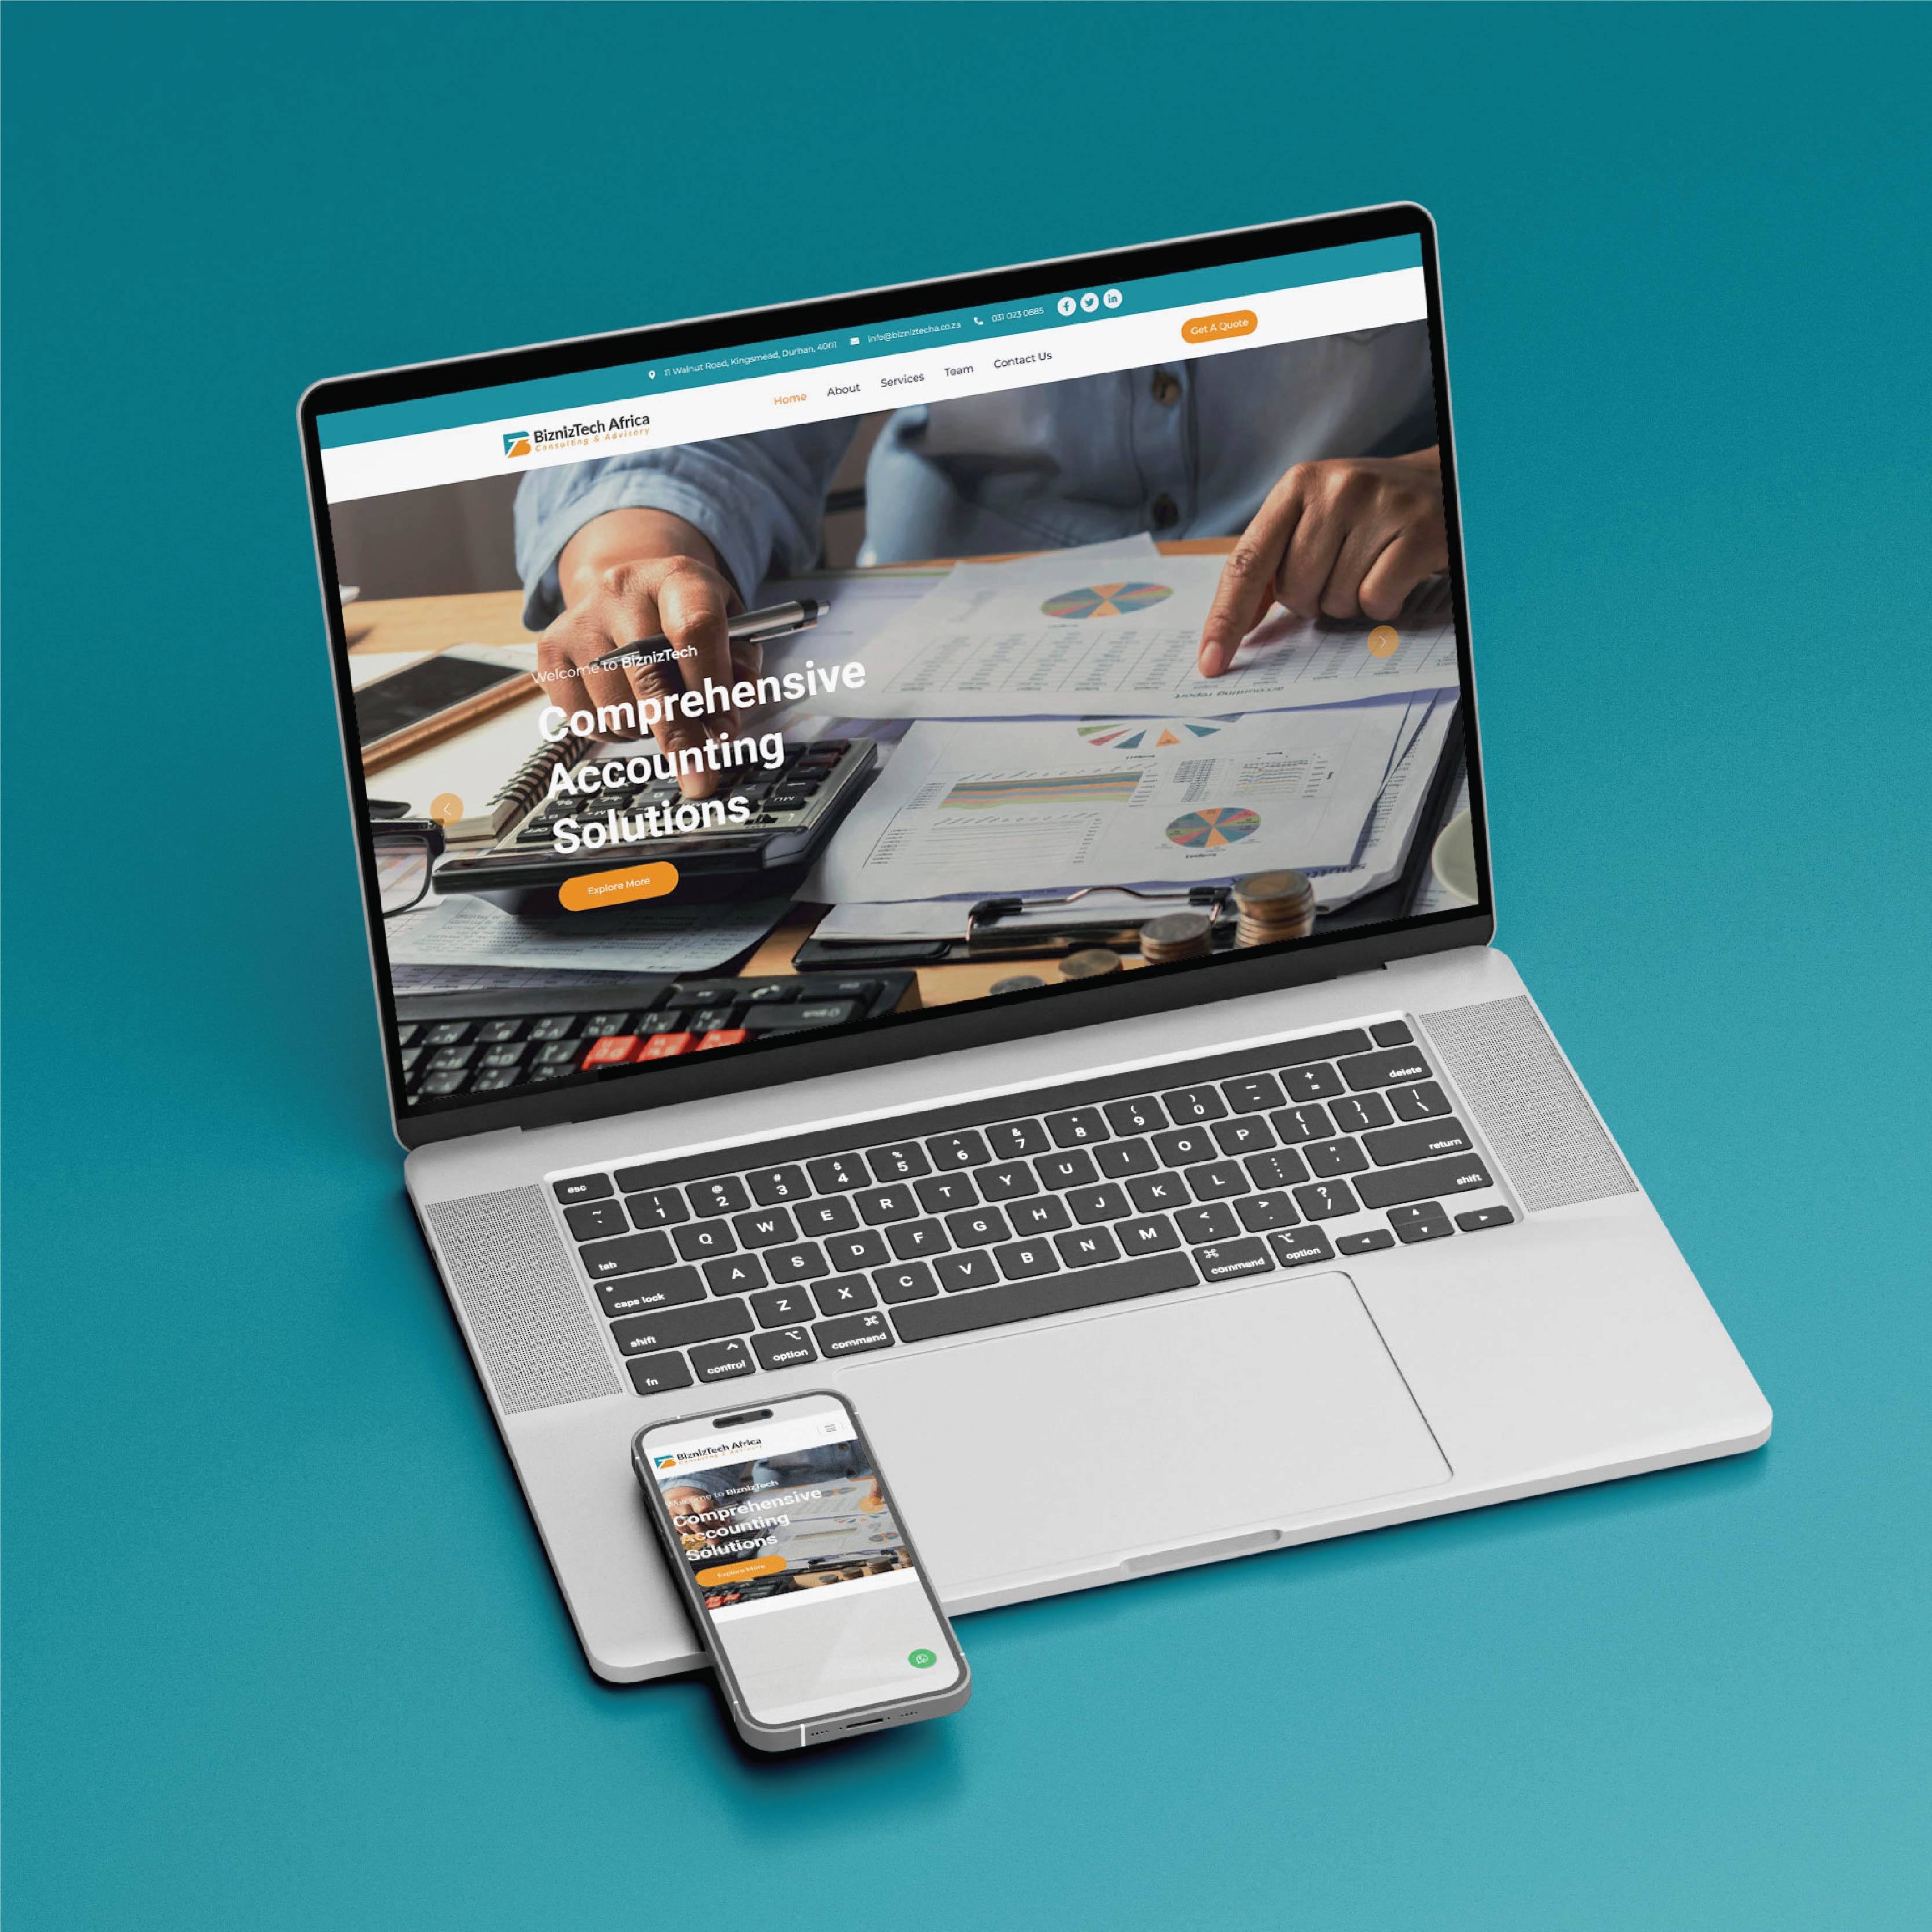 11 Walnut Road, Kingsmead, Durban, 4001 info@bizniztecha.co.za 031 023 0685
BiznizTech Africa
Consulting & Advisory
Home About Services Team Contact Us
Get A Quote
Welcome to BiznizTech
Comprehensive
Accounting
Solutions
Explore More
accounting report
esc
~ ` ! 1 @ 2 # 3 $ 4 % 5 ^ 6 & 7 * 8 ( 9 ) 0 _ - + = delete
tab Q W E R T Y U I O P { [ } ] | \
caps lock A S D F G H J K L : ; " ' return
shift Z X C V B N M < , > . ? / shift
fn control option command command option
BiznizTech Africa
Consulting & Advisory
Welcome to BiznizTech
Comprehensive
Accounting
Solutions
Explore More